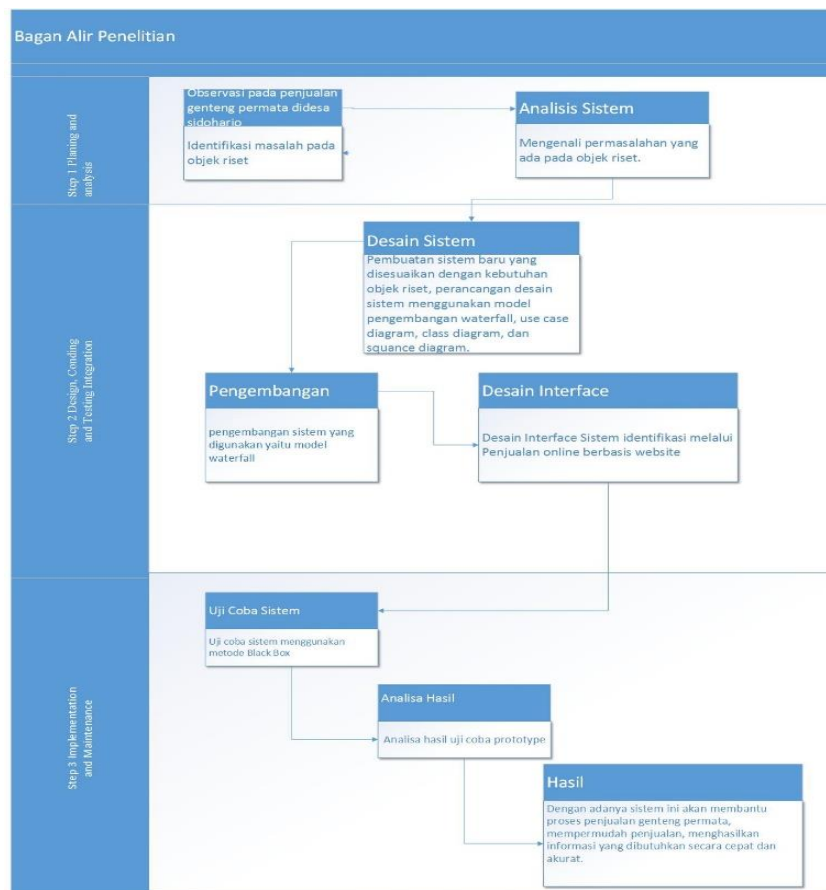 Bagan Alir Penelitian
Step 1 Planing and
analysis
Observasi pada penjualan
genteng permata didesa
sidoharjo
Identifikasi masalah pada
objek riset
Analisis Sistem
Mengenali permasalahan yang
ada pada objek riset.
Step 2 Design, Conding
and Testing Integration
Desain Sistem
Pembuatan sistem baru yang
disesuaikan dengan kebutuhan
objek riset, perancangan desain
sistem menggunakan model
pengembangan waterfall, use case
diagram, class diagram, dan
squance diagram.
Pengembangan
pengembangan sistem yang
digunakan yaitu model
waterfall
Desain Interface
Desain Interface Sistem identifikasi melalui
Penjualan online berbasis website
Step 3 Implementation
and Maintenance
Uji Coba Sistem
Uji coba sistem menggunakan
metode Black Box
Analisa Hasil
Analisa hasil uji coba prototype
Hasil
Dengan adanya sistem ini akan membantu
proses penjualan genteng permata,
mempermudah penjualan, menghasilkan
informasi yang dibutuhkan secara cepat dan
akurat.